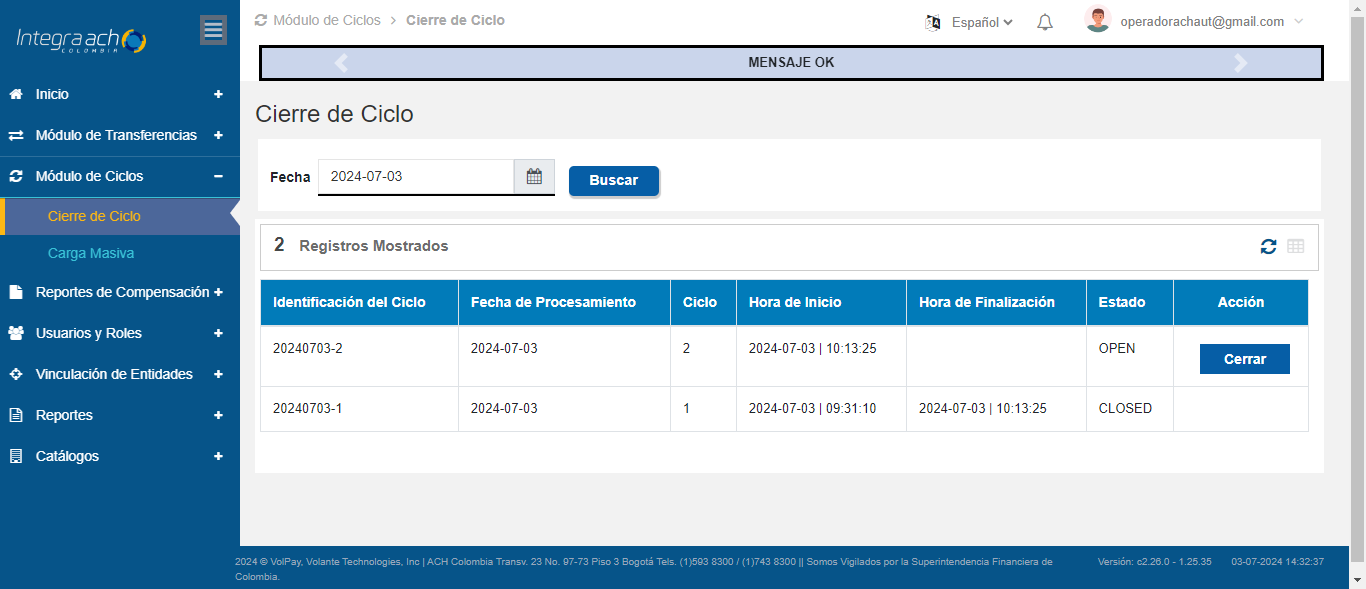 Integra ach
COLOMBIA
Módulo de Ciclos > Cierre de Ciclo
Español
operadorachaut@gmail.com
MENSAJE OK
Inicio +
Módulo de Transferencias +
Módulo de Ciclos −
Cierre de Ciclo
Carga Masiva
Reportes de Compensación +
Usuarios y Roles +
Vinculación de Entidades +
Reportes +
Catálogos +
Cierre de Ciclo
Fecha 2024-07-03 Buscar
2 Registros Mostrados
Identificación del Ciclo Fecha de Procesamiento Ciclo Hora de Inicio Hora de Finalización Estado Acción
20240703-2 2024-07-03 2 2024-07-03 | 10:13:25 OPEN Cerrar
20240703-1 2024-07-03 1 2024-07-03 | 09:31:10 2024-07-03 | 10:13:25 CLOSED
2024 © VolPay, Volante Technologies, Inc | ACH Colombia Transv. 23 No. 97-73 Piso 3 Bogotá Tels. (1)593 8300 / (1)743 8300 || Somos Vigilados por la Superintendencia Financiera de
Colombia.
Versión: c2.26.0 - 1.25.35 03-07-2024 14:32:37